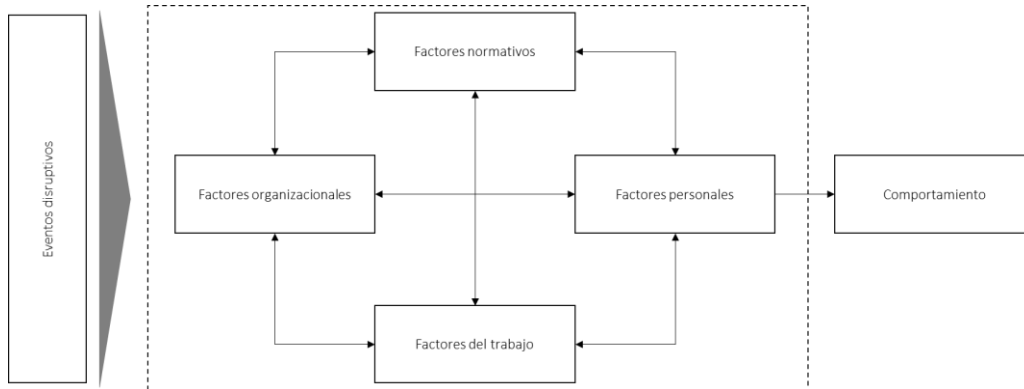 Eventos disruptivos
Factores normativos
Factores organizacionales
Factores personales
Comportamiento
Factores del trabajo